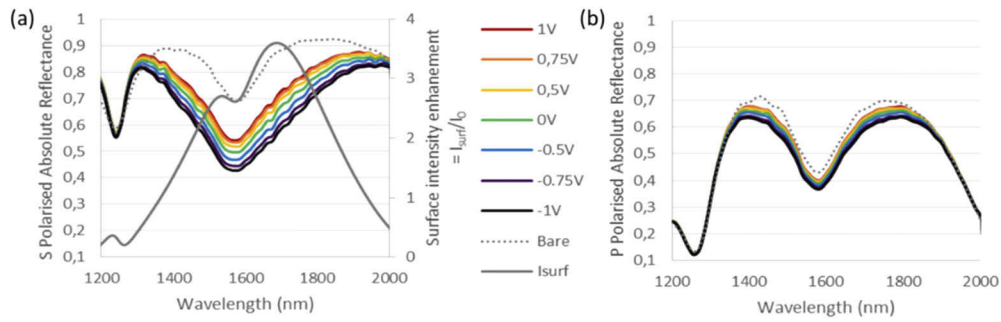 (a)
S Polarised Absolute Reflectance
1
0,9
0,8
0,7
0,6
0,5
0,4
0,3
0,2
0,1
1200 1400 1600 1800 2000
Wavelength (nm)
4
3
2
1
0
Surface intensity enhanement
= Isurf/I0
1V
0,75V
0,5V
0V
-0.5V
-0.75V
-1V
Bare
Isurf
(b)
P Polarised Absolute Reflectance
1
0,9
0,8
0,7
0,6
0,5
0,4
0,3
0,2
0,1
1200 1400 1600 1800 2000
Wavelength (nm)